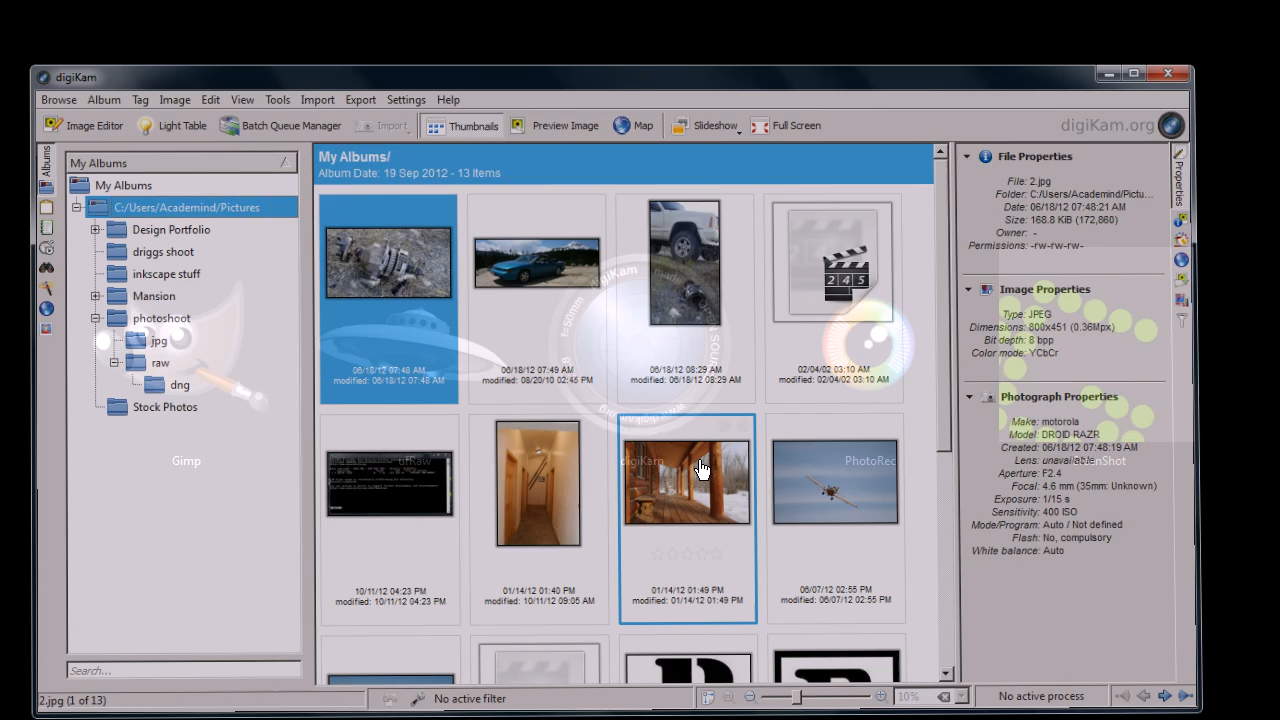 digiKam
Browse Album Tag Image Edit View Tools Import Export Settings Help
Image Editor Light Table Batch Queue Manager Import Thumbnails Preview Image Map Slideshow Full Screen digiKam.org
Albums
My Albums
My Albums
C:/Users/Academind/Pictures
Design Portfolio
driggs shoot
inkscape stuff
Mansion
photoshoot
jpg
raw
dng
Stock Photos
Search...
My Albums/
Album Date: 19 Sep 2012 - 13 Items
06/18/12 07:48 AM
modified: 06/18/12 07:48 AM
06/18/12 07:49 AM
modified: 08/20/10 02:45 PM
06/18/12 08:29 AM
modified: 06/18/12 08:29 AM
2 4 5
02/04/02 03:10 AM
modified: 02/04/02 03:10 AM
10/11/12 04:23 PM
modified: 10/11/12 04:23 PM
01/14/12 01:40 PM
modified: 10/11/12 09:05 AM
01/14/12 01:49 PM
modified: 01/14/12 01:49 PM
06/07/12 02:55 PM
modified: 06/07/12 02:55 PM
digiKam
f=50mm
www.digikam.org
Gimp
ufRaw
digiKam
PhotoRec
Properties
File Properties
File: 2.jpg
Folder: C:/Users/Academind/Pictu...
Date: 06/18/12 07:48:21 AM
Size: 168.8 KiB (172,860)
Owner: -
Permissions: -rw-rw-rw-
Image Properties
Type: JPEG
Dimensions: 800x451 (0.36Mpx)
Bit depth: 8 bpp
Color mode: YCbCr
Photograph Properties
Make: motorola
Model: DROID RAZR
Created: 06/18/12 07:48:19 AM
Lens: unavailable
Aperture: F2.4
Focal: 4.6 mm (35mm: Unknown)
Exposure: 1/15 s
Sensitivity: 400 ISO
Mode/Program: Auto / Not defined
Flash: No, compulsory
White balance: Auto
2.jpg (1 of 13)
No active filter
10%
No active process